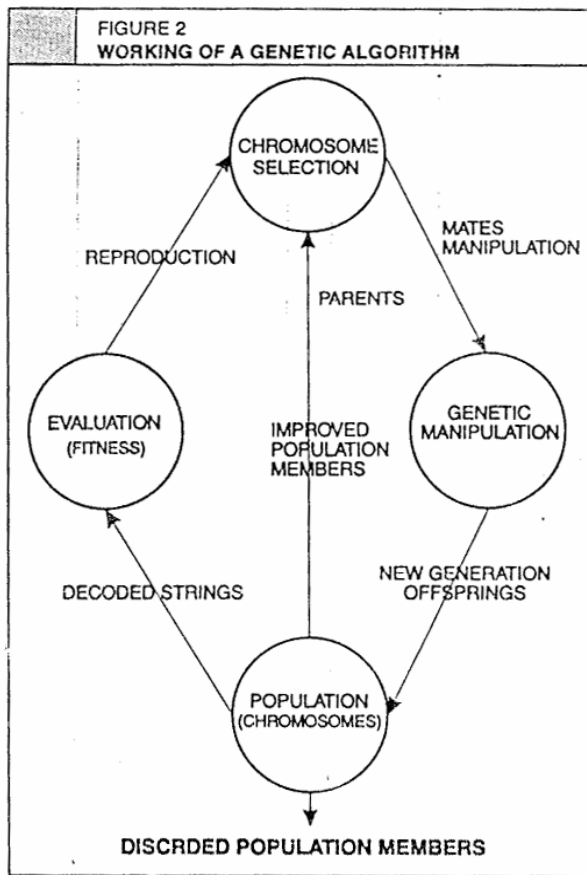 FIGURE 2
WORKING OF A GENETIC ALGORITHM
CHROMOSOME
SELECTION
REPRODUCTION
MATES
MANIPULATION
PARENTS
EVALUATION
(FITNESS)
IMPROVED
POPULATION
MEMBERS
GENETIC
MANIPULATION
DECODED STRINGS
NEW GENERATION
OFFSPRINGS
POPULATION
(CHROMOSOMES)
DISCRDED POPULATION MEMBERS